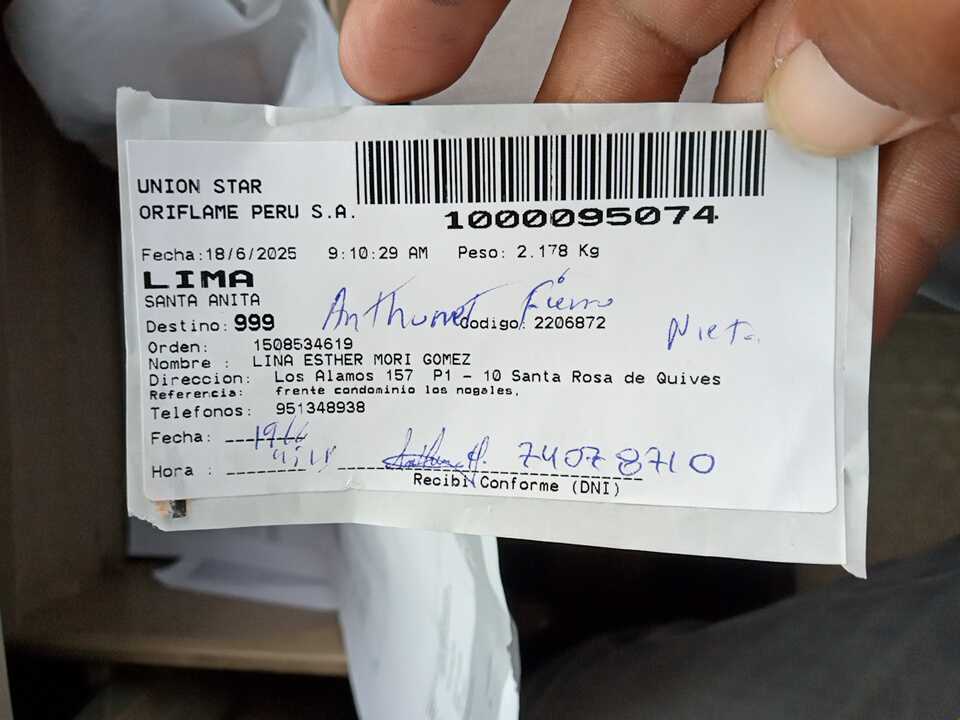 UNION STAR
ORIFLAME PERU S.A.
1000095074
Fecha:18/6/2025 9:10:29 AM Peso: 2.178 Kg
LIMA
SANTA ANITA
Destino: 999 Codigo: 2206872 Nieta.
Orden: 1508534619
Nombre : LINA ESTHER MORI GOMEZ
Direccion: Los Alamos 157 P1 - 10 Santa Rosa de Quives
Referencia: frente condominio los nogales,
Telefonos: 951348938
Fecha: 19/6
Hora : 74078710
Recibi Conforme (DNI)